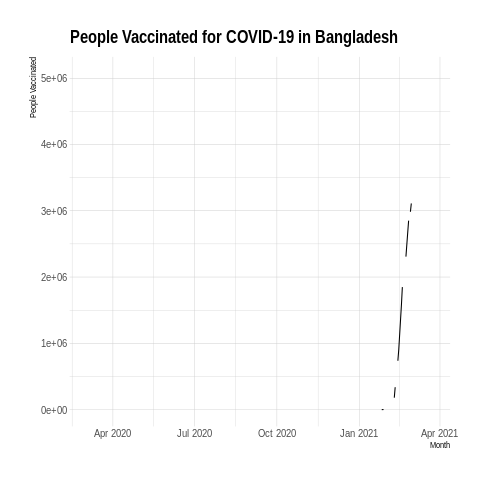 People Vaccinated for COVID-19 in Bangladesh
People Vaccinated
5e+06
4e+06
3e+06
2e+06
1e+06
0e+00
Apr 2020 Jul 2020 Oct 2020 Jan 2021 Apr 2021
Month